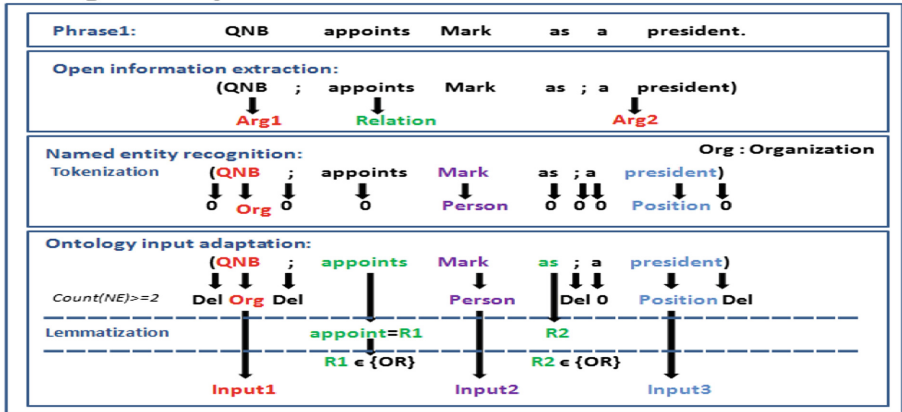 Phrase1: QNB appoints Mark as a president.
Open information extraction:
(QNB ; appoints Mark as ; a president)
Arg1 Relation Arg2
Named entity recognition: Org : Organization
Tokenization (QNB ; appoints Mark as ; a president)
0 Org 0 0 Person 0 0 0 Position 0
Ontology input adaptation:
(QNB ; appoints Mark as ; a president)
Count(NE)>=2 Del Org Del Person Del 0 Position Del
Lemmatization appoint=R1 R2
R1 ϵ {OR} R2 ϵ {OR}
Input1 Input2 Input3